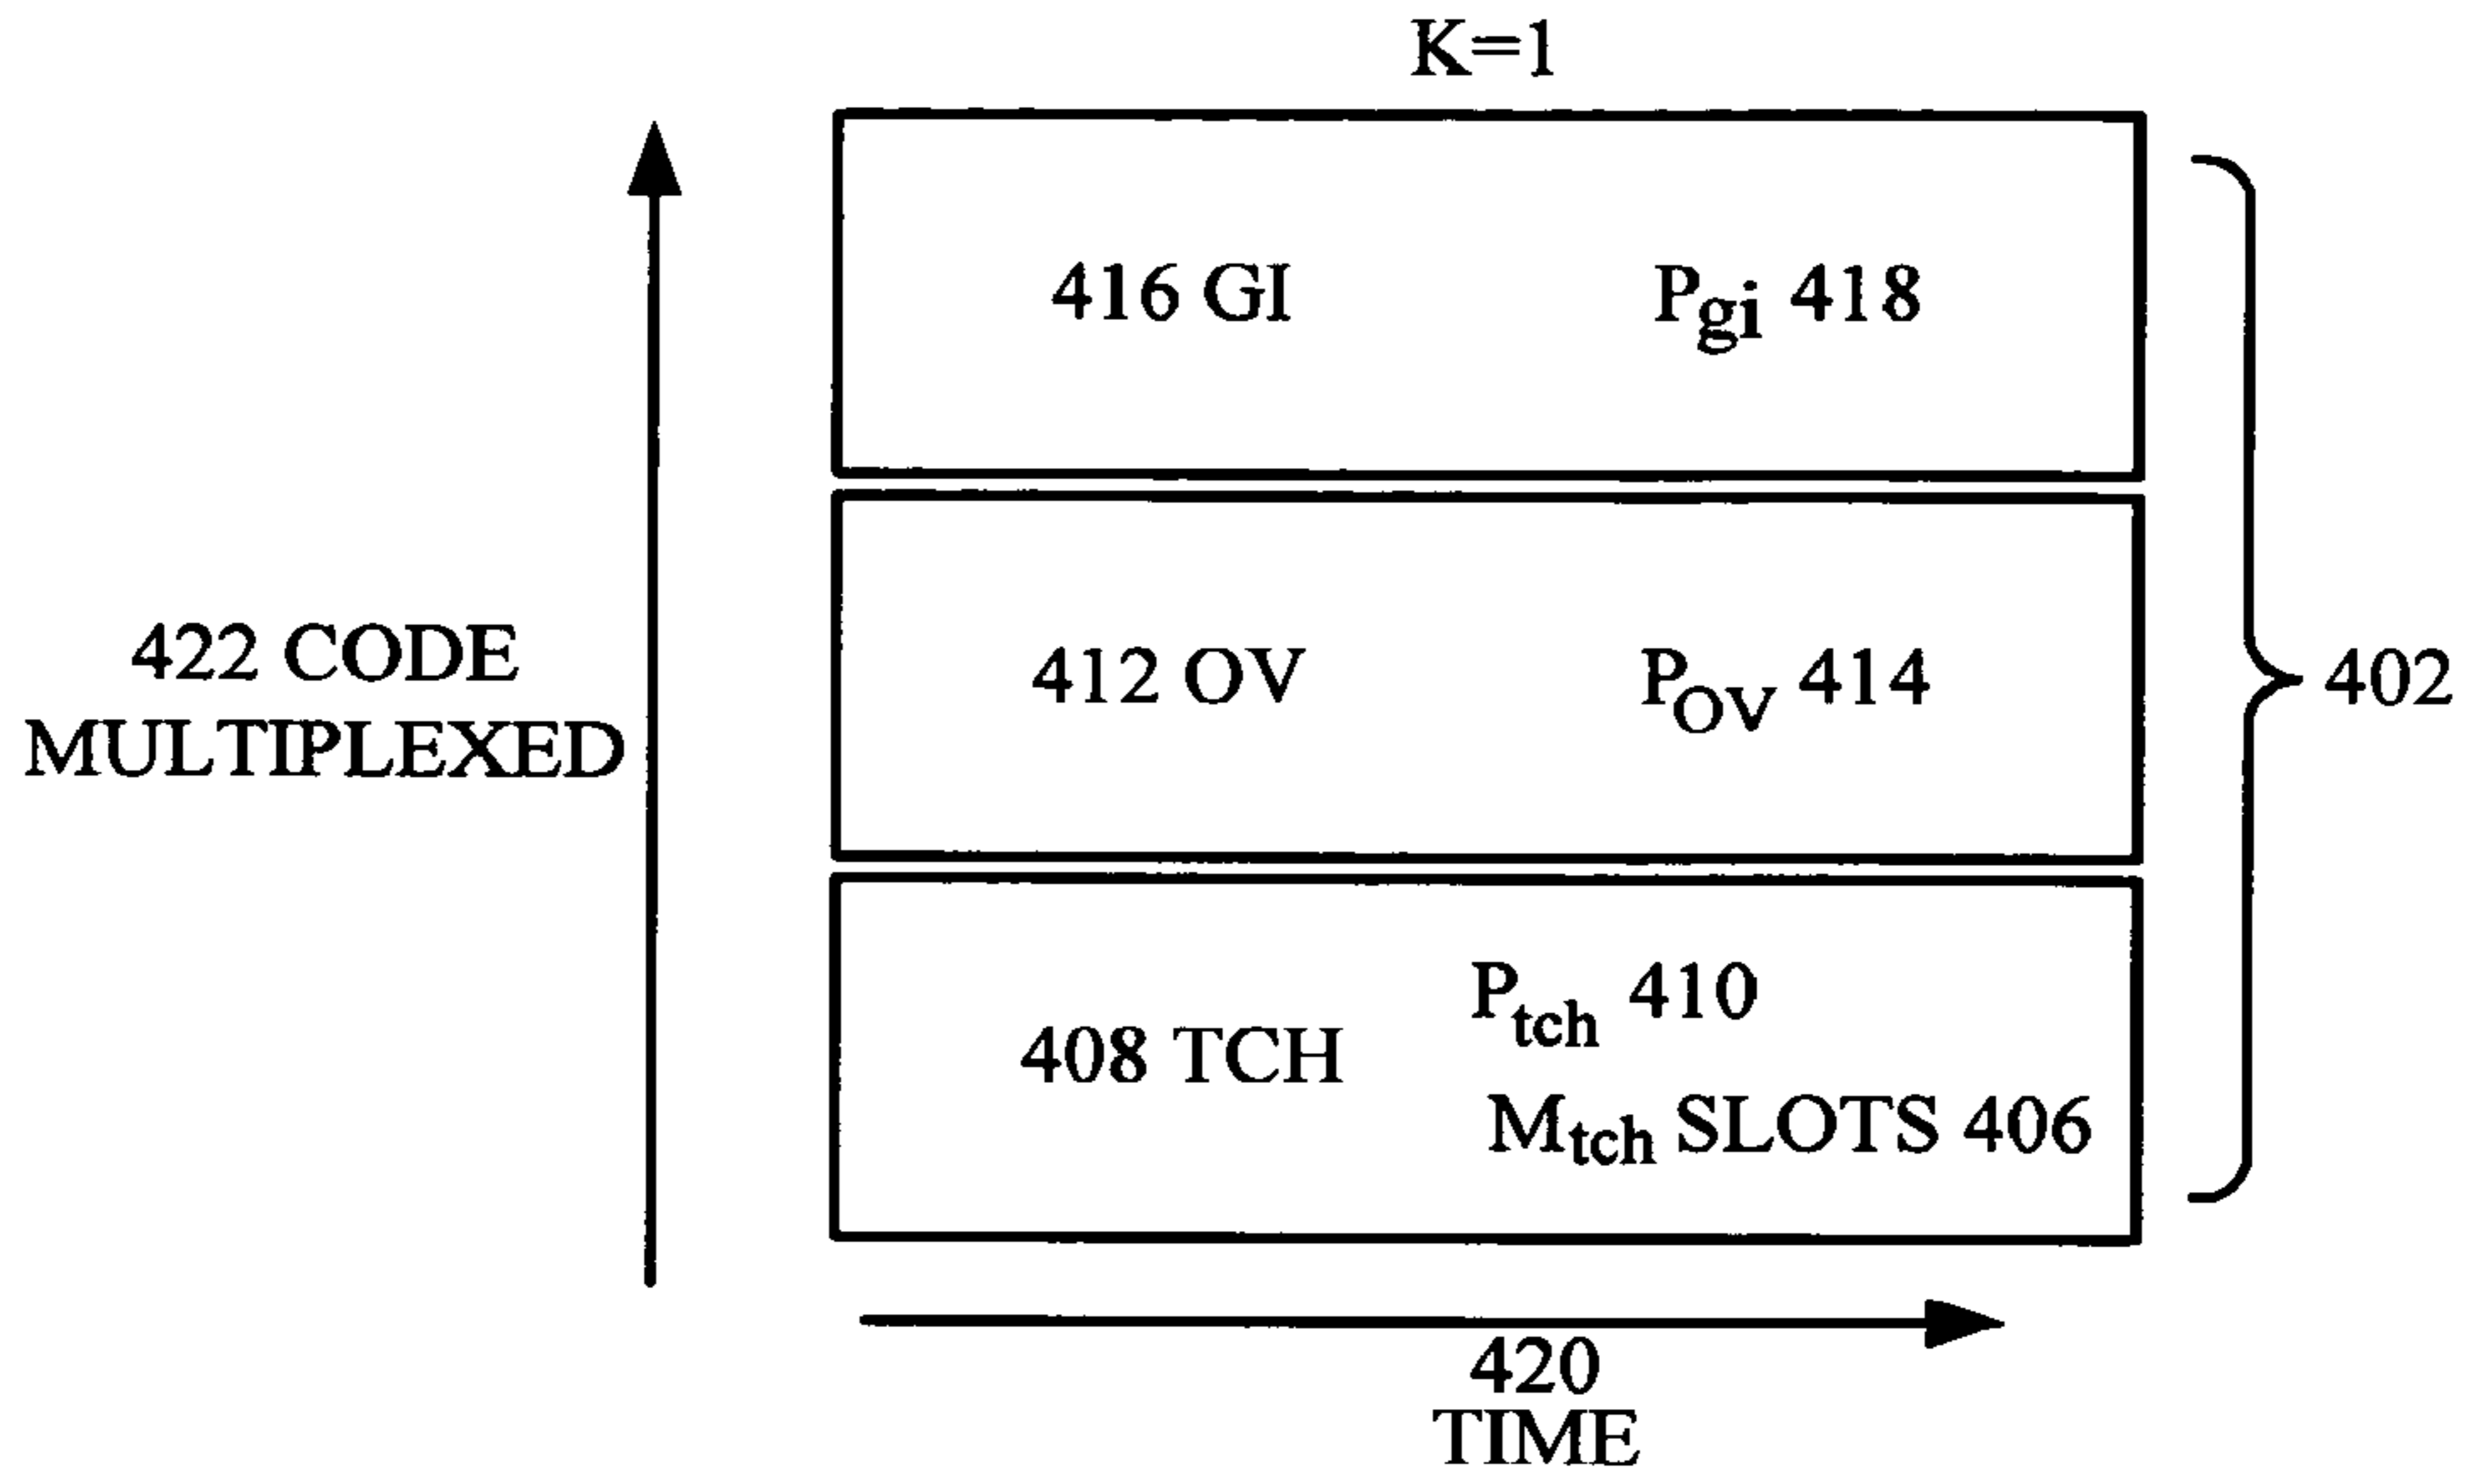 K=1
416 GI Pgi 418
422 CODE
MULTIPLEXED
412 OV POV 414
402
Ptch 410
408 TCH
Mtch SLOTS 406
420
TIME